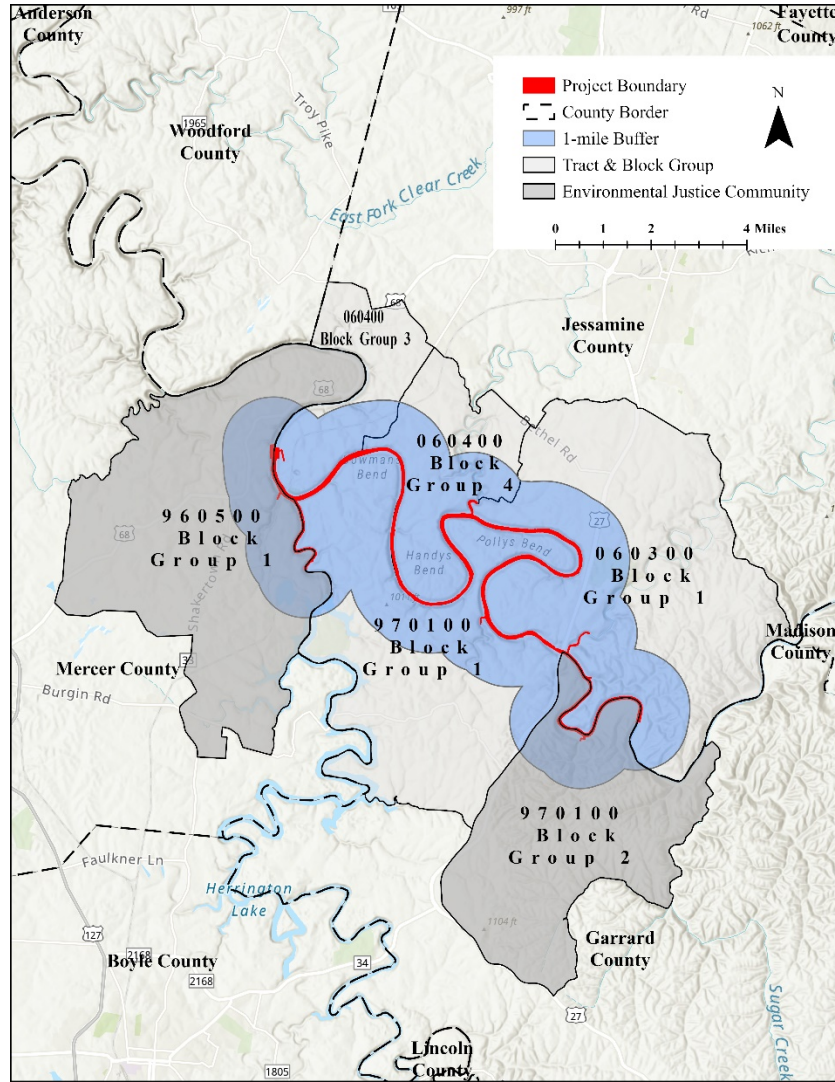 Anderson
County
997 ft
Fayette
County
1062 ft
Troy Pike
1965
Woodford
County
East Fork Clear Creek
Project Boundary
County Border
1-mile Buffer
Tract & Block Group
Environmental Justice Community
N
0 1 2 4 Miles
68
060400
Block Group 3
Jessamine
County
68
Bethel Rd
060400
Block
Group 4
Bowmans
Bend
27
960500
Block
Group 1
68
Pollys Bend
Handys
Bend
060300
Block
Group 1
970100
Block
Group 1
Madison
County
Mercer County
33
Burgin Rd
970100
Block
Group 2
Faulkner Ln
Herrington
Lake
127
2168
Boyle County
34
2168
1104 ft
Garrard
County
27
Sugar Creek
Lincoln
County
1805